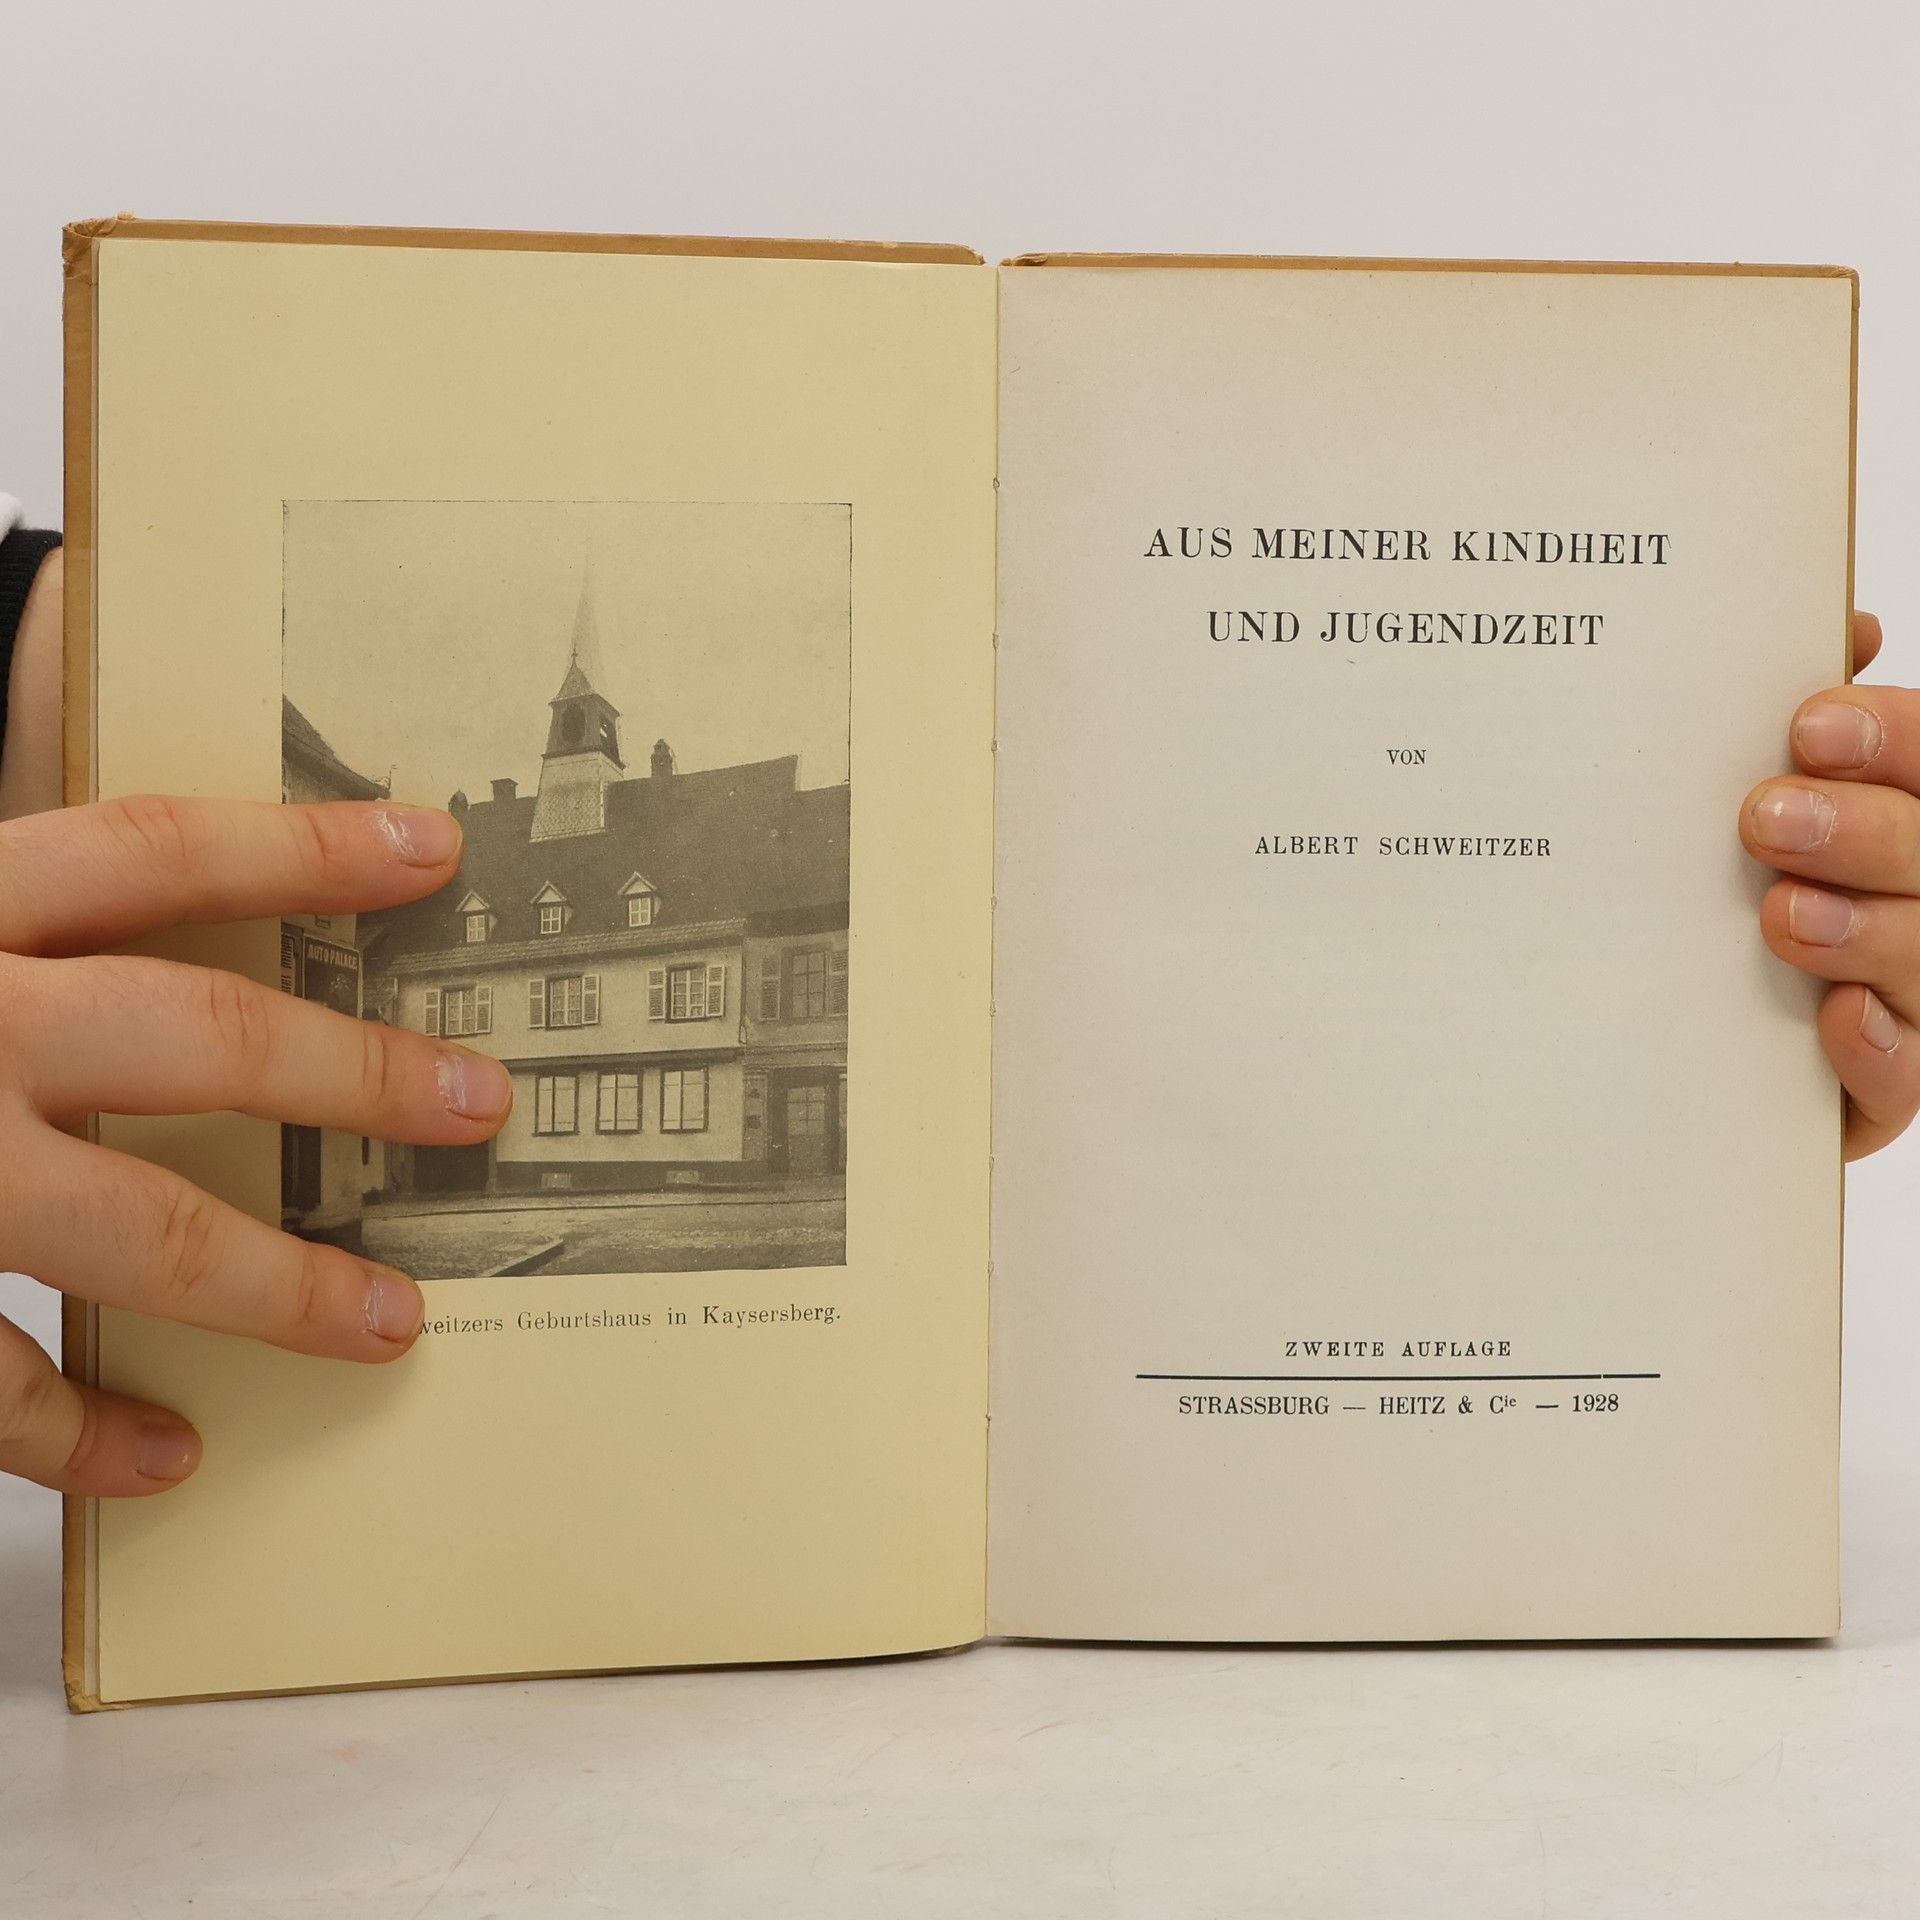 AUTO PALACE
weitzers Geburtshaus in Kaysersberg.
AUS MEINER KINDHEIT
UND JUGENDZEIT
VON
ALBERT SCHWEITZER
ZWEITE AUFLAGE
STRASSBURG — HEITZ & Cie — 1928